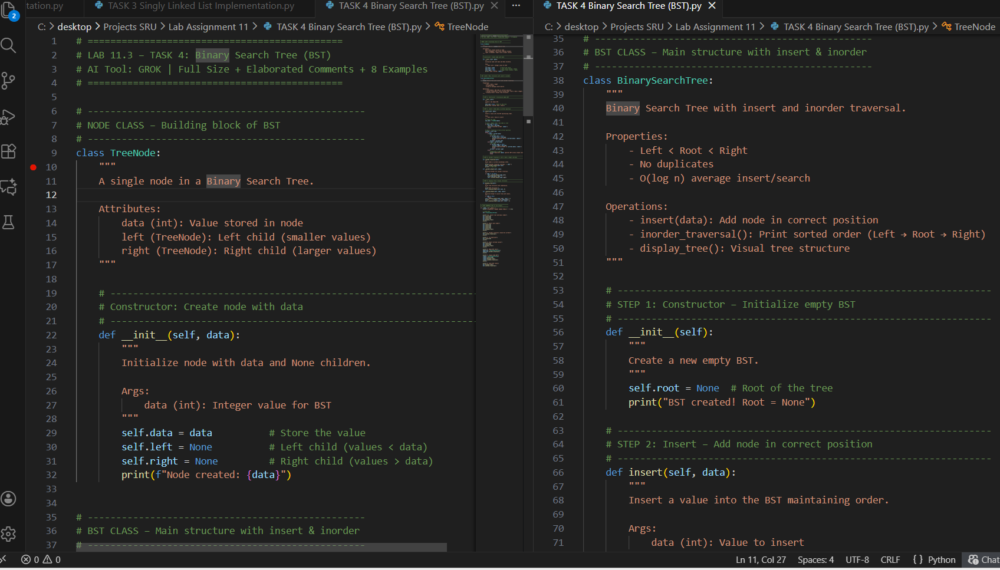 tation.py
TASK 3 Singly Linked List Implementation.py
TASK 4 Binary Search Tree (BST).py
C: > desktop > Projects SRU > Lab Assignment 11 > TASK 4 Binary Search Tree (BST).py > TreeNode
1 # =============================================
2 # LAB 11.3 – TASK 4: Binary Search Tree (BST)
3 # AI Tool: GROK | Full Size + Elaborated Comments + 8 Examples
4 # =============================================
5
6 # -------------------------------------------------
7 # NODE CLASS – Building block of BST
8 # -------------------------------------------------
9 class TreeNode:
10 """
11 A single node in a Binary Search Tree.
12
13 Attributes:
14 data (int): Value stored in node
15 left (TreeNode): Left child (smaller values)
16 right (TreeNode): Right child (larger values)
17 """
18
19 # -----------------------------------------------------------------
20 # Constructor: Create node with data
21 # -----------------------------------------------------------------
22 def __init__(self, data):
23 """
24 Initialize node with data and None children.
25
26 Args:
27 data (int): Integer value for BST
28 """
29 self.data = data # Store the value
30 self.left = None # Left child (values < data)
31 self.right = None # Right child (values > data)
32 print(f"Node created: {data}")
33
34
35 # -------------------------------------------------
36 # BST CLASS – Main structure with insert & inorder
37 # -------------------------------------------------
TASK 4 Binary Search Tree (BST).py
C: > desktop > Projects SRU > Lab Assignment 11 > TASK 4 Binary Search Tree (BST).py > TreeNode
35 # -------------------------------------------------
36 # BST CLASS – Main structure with insert & inorder
37 # -------------------------------------------------
38 class BinarySearchTree:
39 """
40 Binary Search Tree with insert and inorder traversal.
41
42 Properties:
43 - Left < Root < Right
44 - No duplicates
45 - O(log n) average insert/search
46
47 Operations:
48 - insert(data): Add node in correct position
49 - inorder_traversal(): Print sorted order (Left → Root → Right)
50 - display_tree(): Visual tree structure
51 """
52
53 # ------------------------------------------------------------------
54 # STEP 1: Constructor – Initialize empty BST
55 # ------------------------------------------------------------------
56 def __init__(self):
57 """
58 Create a new empty BST.
59 """
60 self.root = None # Root of the tree
61 print("BST created! Root = None")
62
63 # ------------------------------------------------------------------
64 # STEP 2: Insert – Add node in correct position
65 # ------------------------------------------------------------------
66 def insert(self, data):
67 """
68 Insert a value into the BST maintaining order.
69
70 Args:
71 data (int): Value to insert
2
0 0
Ln 11, Col 27 Spaces: 4 UTF-8 CRLF {} Python Chat